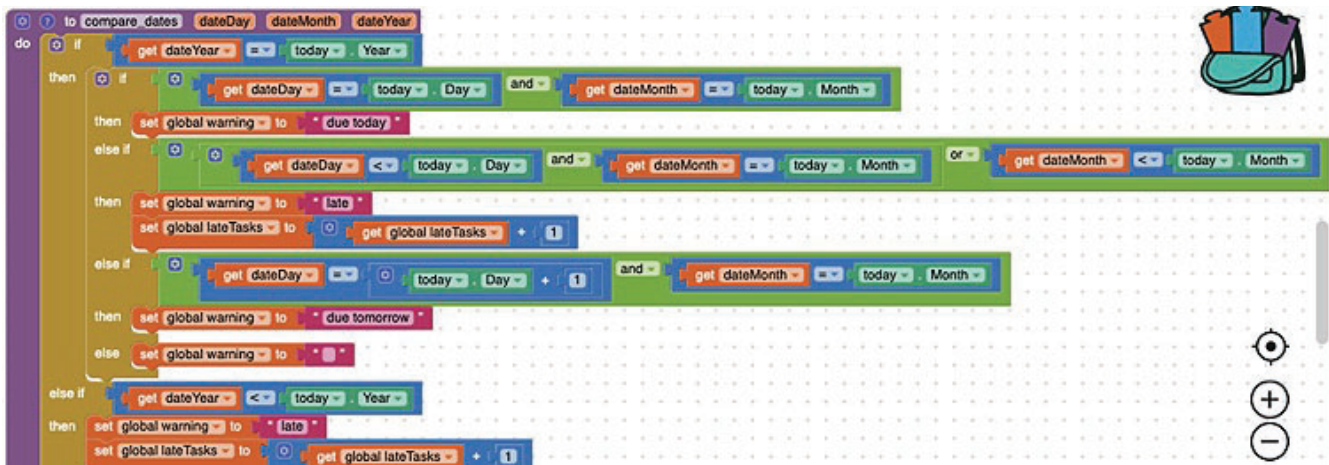 to compare_dates dateDay dateMonth dateYear
do if get dateYear = today . Year
then if get dateDay = today . Day and get dateMonth = today . Month
then set global warning to " due today "
else if get dateDay < today . Day and get dateMonth = today . Month or get dateMonth < today . Month
then set global warning to " late "
set global lateTasks to get global lateTasks + 1
else if get dateDay = today . Day + 1 and get dateMonth = today . Month
then set global warning to " due tomorrow "
else set global warning to " "
else if get dateYear < today . Year
then set global warning to " late "
set global lateTasks to get global lateTasks + 1